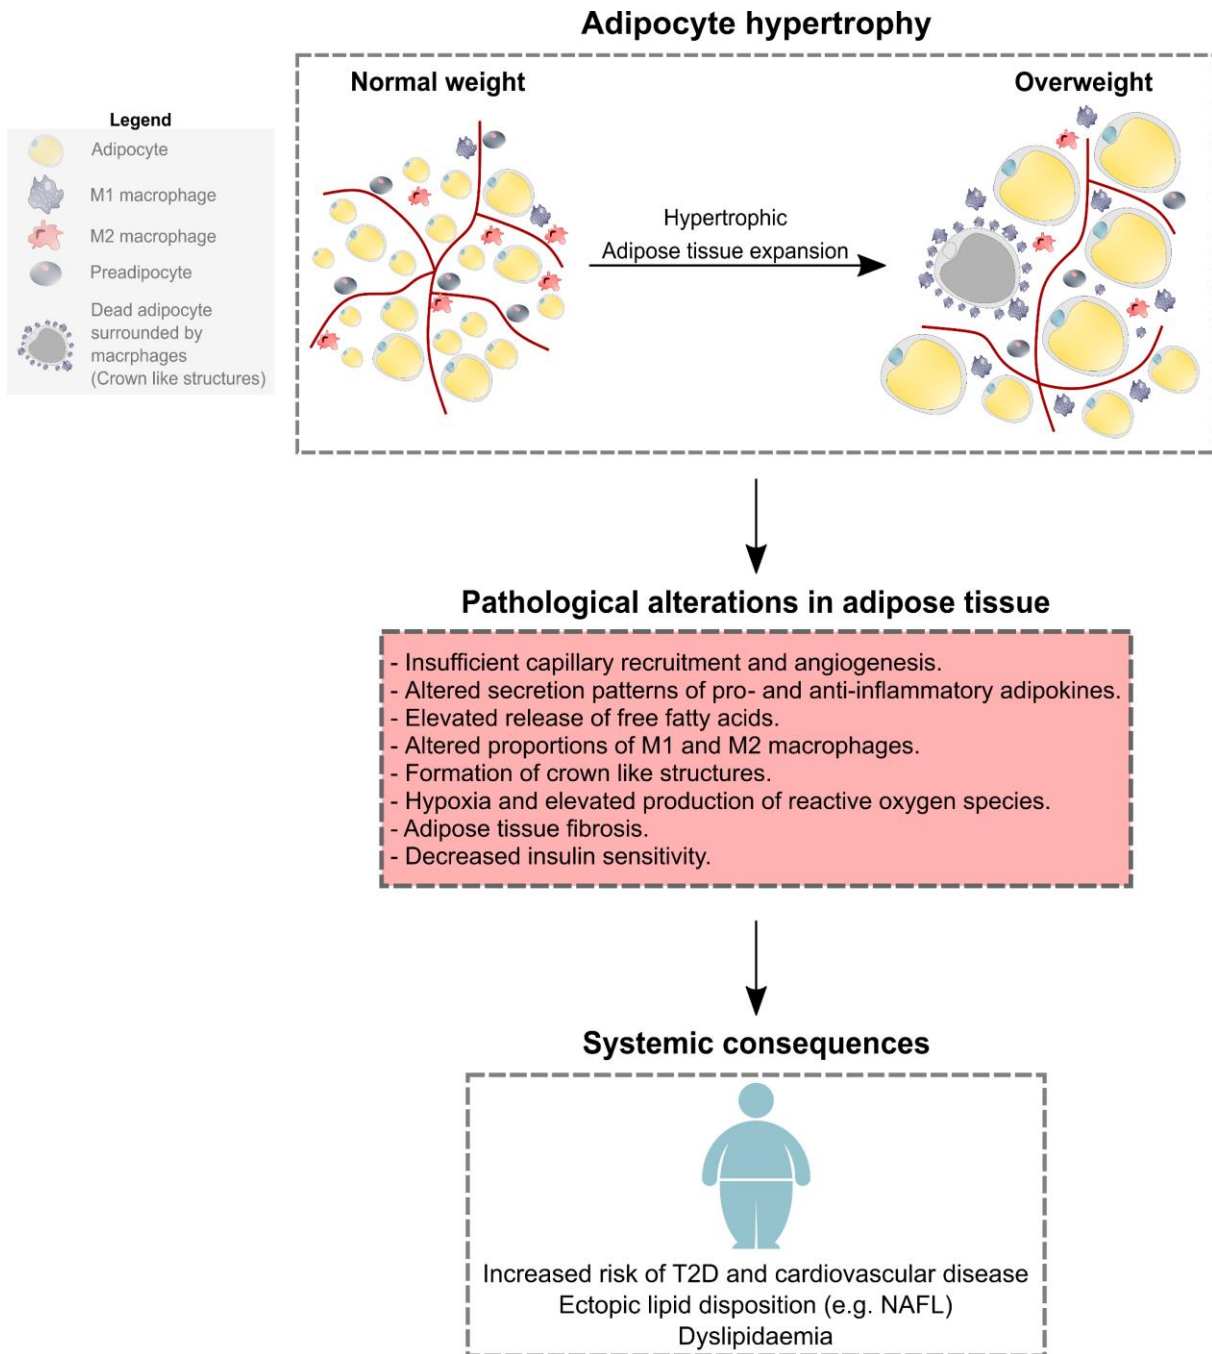 Adipocyte hypertrophy
Normal weight
Overweight
Legend
Adipocyte
M1 macrophage
M2 macrophage
Preadipocyte
Dead adipocyte
surrounded by
macrphages
(Crown like structures)
Hypertrophic
Adipose tissue expansion
Pathological alterations in adipose tissue
- Insufficient capillary recruitment and angiogenesis.
- Altered secretion patterns of pro- and anti-inflammatory adipokines.
- Elevated release of free fatty acids.
- Altered proportions of M1 and M2 macrophages.
- Formation of crown like structures.
- Hypoxia and elevated production of reactive oxygen species.
- Adipose tissue fibrosis.
- Decreased insulin sensitivity.
Systemic consequences
Increased risk of T2D and cardiovascular disease
Ectopic lipid disposition (e.g. NAFL)
Dyslipidaemia